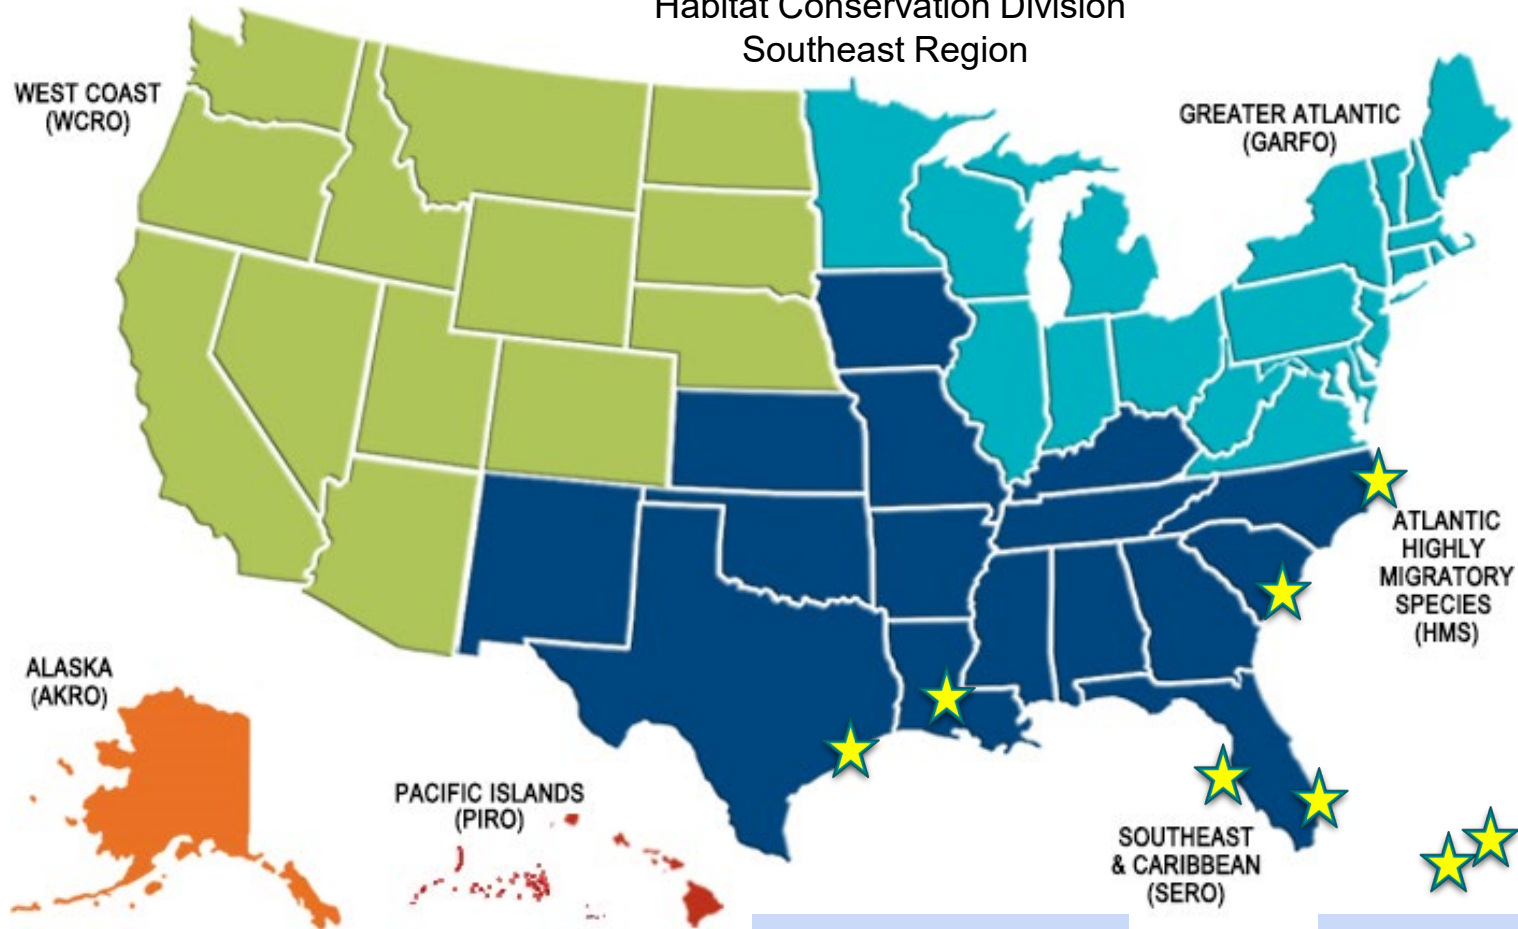 Habitat Conservation Division
Southeast Region
WEST COAST
(WCRO)
GREATER ATLANTIC
(GARFO)
ATLANTIC
HIGHLY
MIGRATORY
SPECIES
(HMS)
ALASKA
(AKRO)
PACIFIC ISLANDS
(PIRO)
SOUTHEAST
& CARIBBEAN
(SERO)